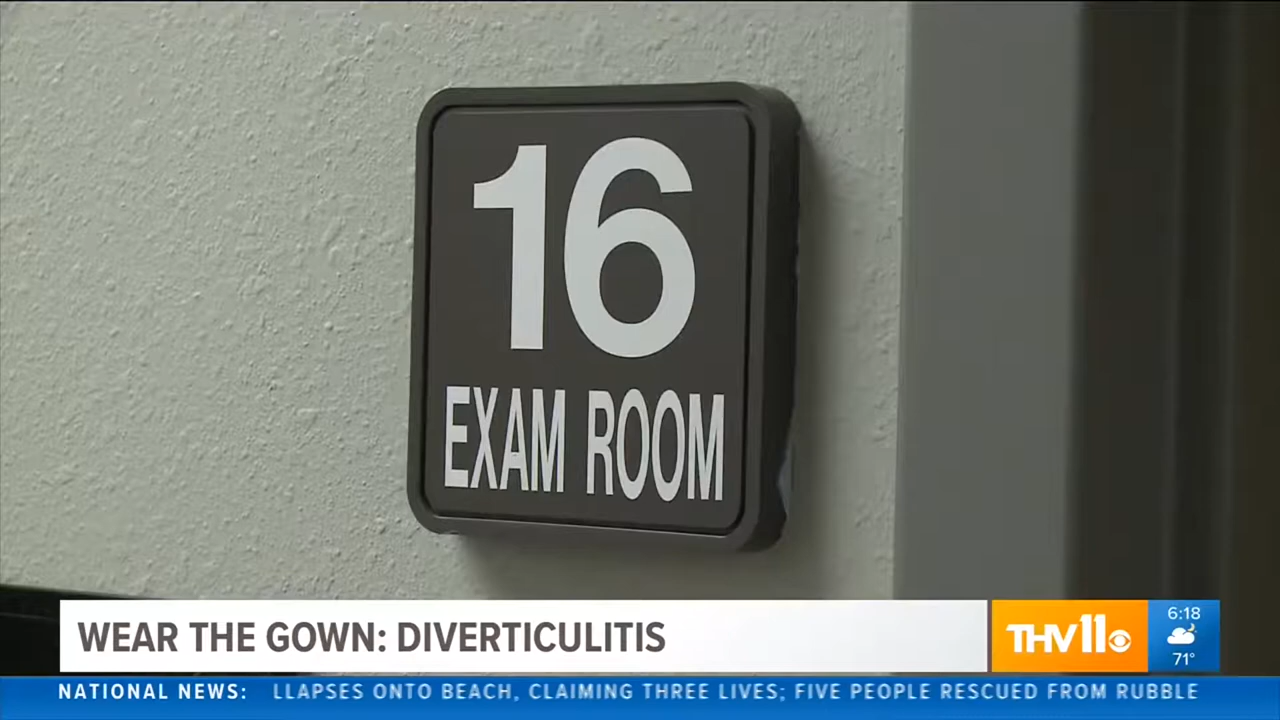 16
EXAM ROOM
WEAR THE GOWN: DIVERTICULITIS
THV11
6:18
71°
NATIONAL NEWS: LLAPSES ONTO BEACH, CLAIMING THREE LIVES; FIVE PEOPLE RESCUED FROM RUBBLE